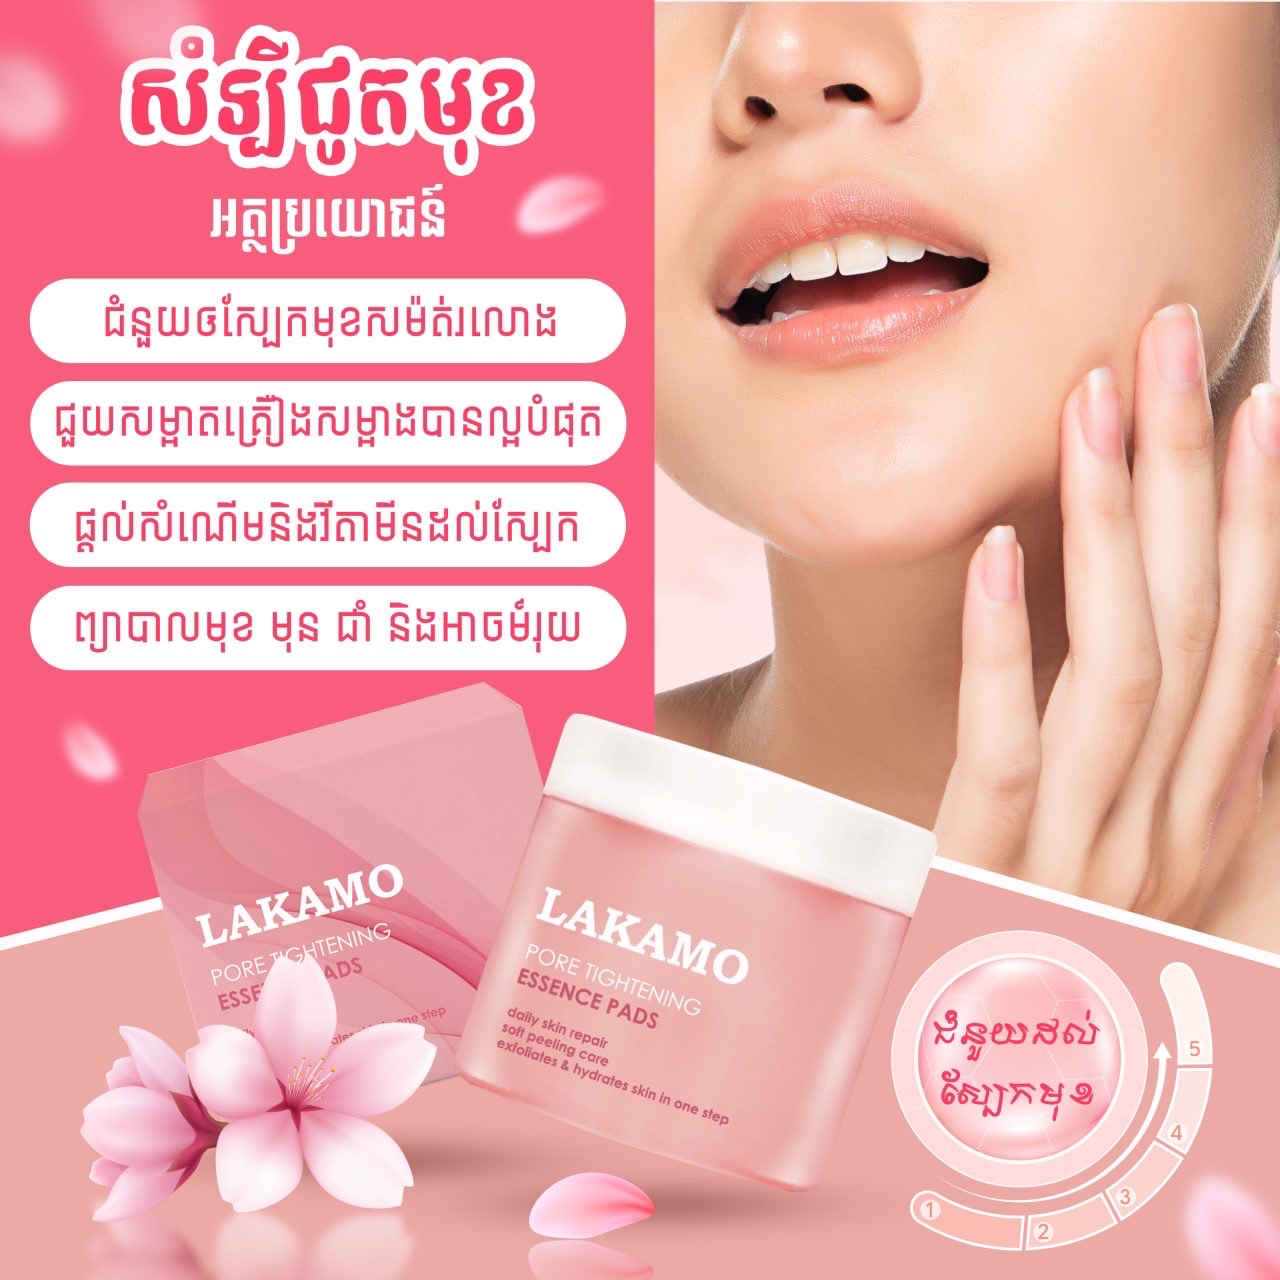 សំឡីជូតមុខ
អត្ថប្រយោជន៍
ជំនួយឲស្បែកមុខសម៉ត់រលោង
ជួយសម្អាតគ្រឿងសម្អាងបានល្អបំផុត
ផ្តល់សំណើមនិងវីតាមីនដល់ស្បែក
ព្យាបាលមុខ មុន ជាំ និងអាចម៍រុយ
LAKAMO
PORE TIGHTENING
PADS
in one step
LAKAMO
PORE TIGHTENING
ESSENCE PADS
daily skin repair
soft peeling care
exfoliates & hydrates skin in one step
ជំនួយដល់
ស្បែកមុខ
1
2
3
4
5